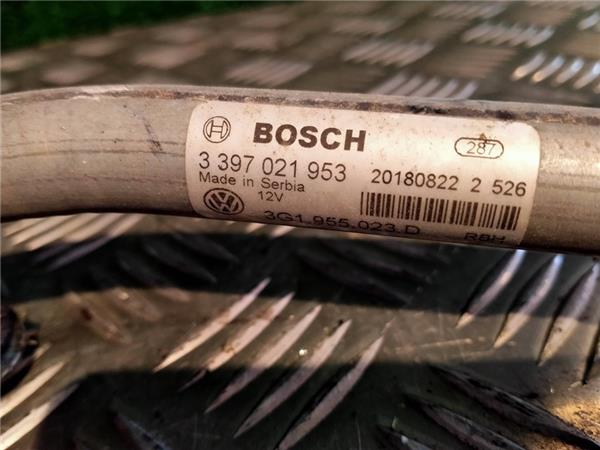 BOSCH
287
3 397 021 953
20180822 2 526
Made in Serbia
12V
3G1.955.023.D
RBH